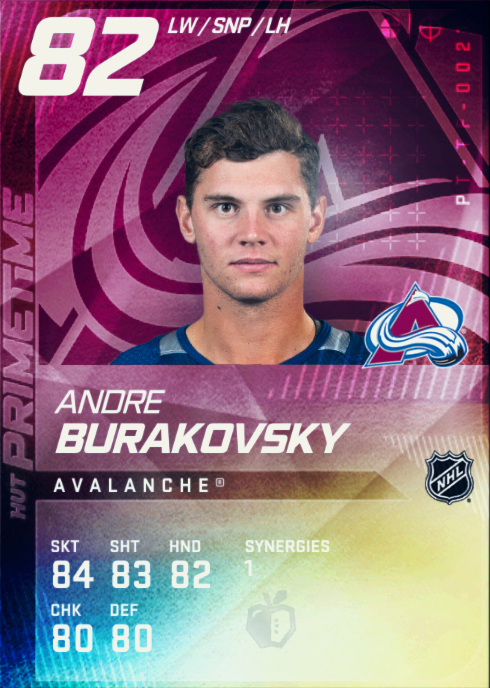 82
LW / SNP / LH
PT-Tr-002
HUT PRIMETIME
ANDRE
BURAKOVSKY
AVALANCHE®
NHL
SKT SHT HND SYNERGIES
84 83 82 1
CHK DEF
80 80